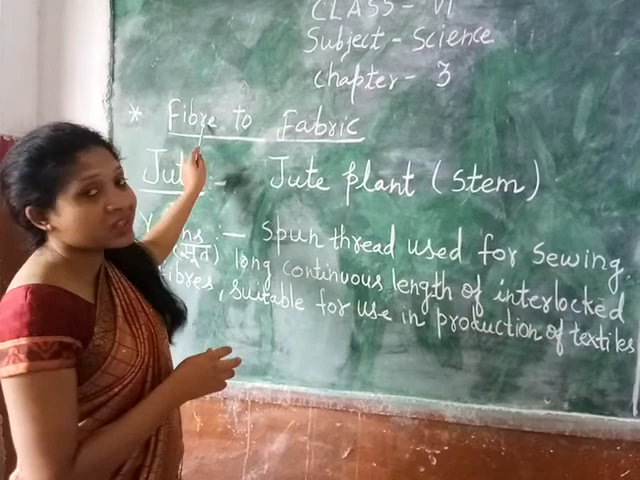 CLASS - VI
Subject - Science
chapter - 3
* Fibre to Fabric
Jute :- Jute plant (stem)
:- Spun thread used for sewing.
(सूत) long continuous length of interlocked
fibres, suitable for use in production of textiles